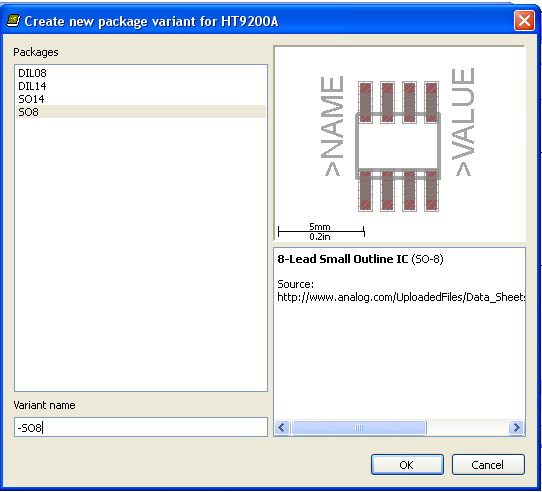 Create new package variant for HT9200A
Packages
DIL08
DIL14
SO14
SO8
>NAME
>VALUE
5mm
0.2in
8-Lead Small Outline IC (SO-8)
Source:
http://www.analog.com/UploadedFiles/Data_Sheets
Variant name
-SO8
OK
Cancel